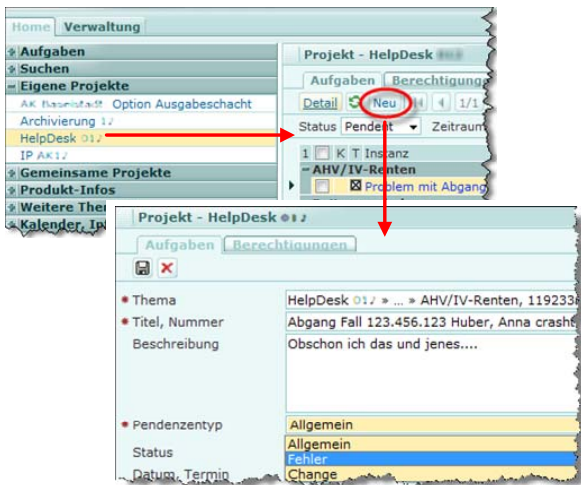 Home Verwaltung
Aufgaben
Suchen
Eigene Projekte
AK Option Ausgabeschacht
Archivierung
HelpDesk
IP AK
Gemeinsame Projekte
Produkt-Infos
Weitere
Kalender,
Projekt - HelpDesk
Aufgaben Berechtigung
Detail Neu 1/1
Status Pendent Zeitraum
1 K T Instanz
AHV/IV-Renten
Problem mit Abgang
Projekt - HelpDesk
Aufgaben Berechtigungen
Thema HelpDesk » ... » AHV/IV-Renten,
Titel, Nummer Abgang Fall 123.456.123 Huber, Anna crasht
Beschreibung Obschon ich das und jenes....
Pendenzentyp Allgemein
Allgemein
Status Fehler
Datum, Termin Change